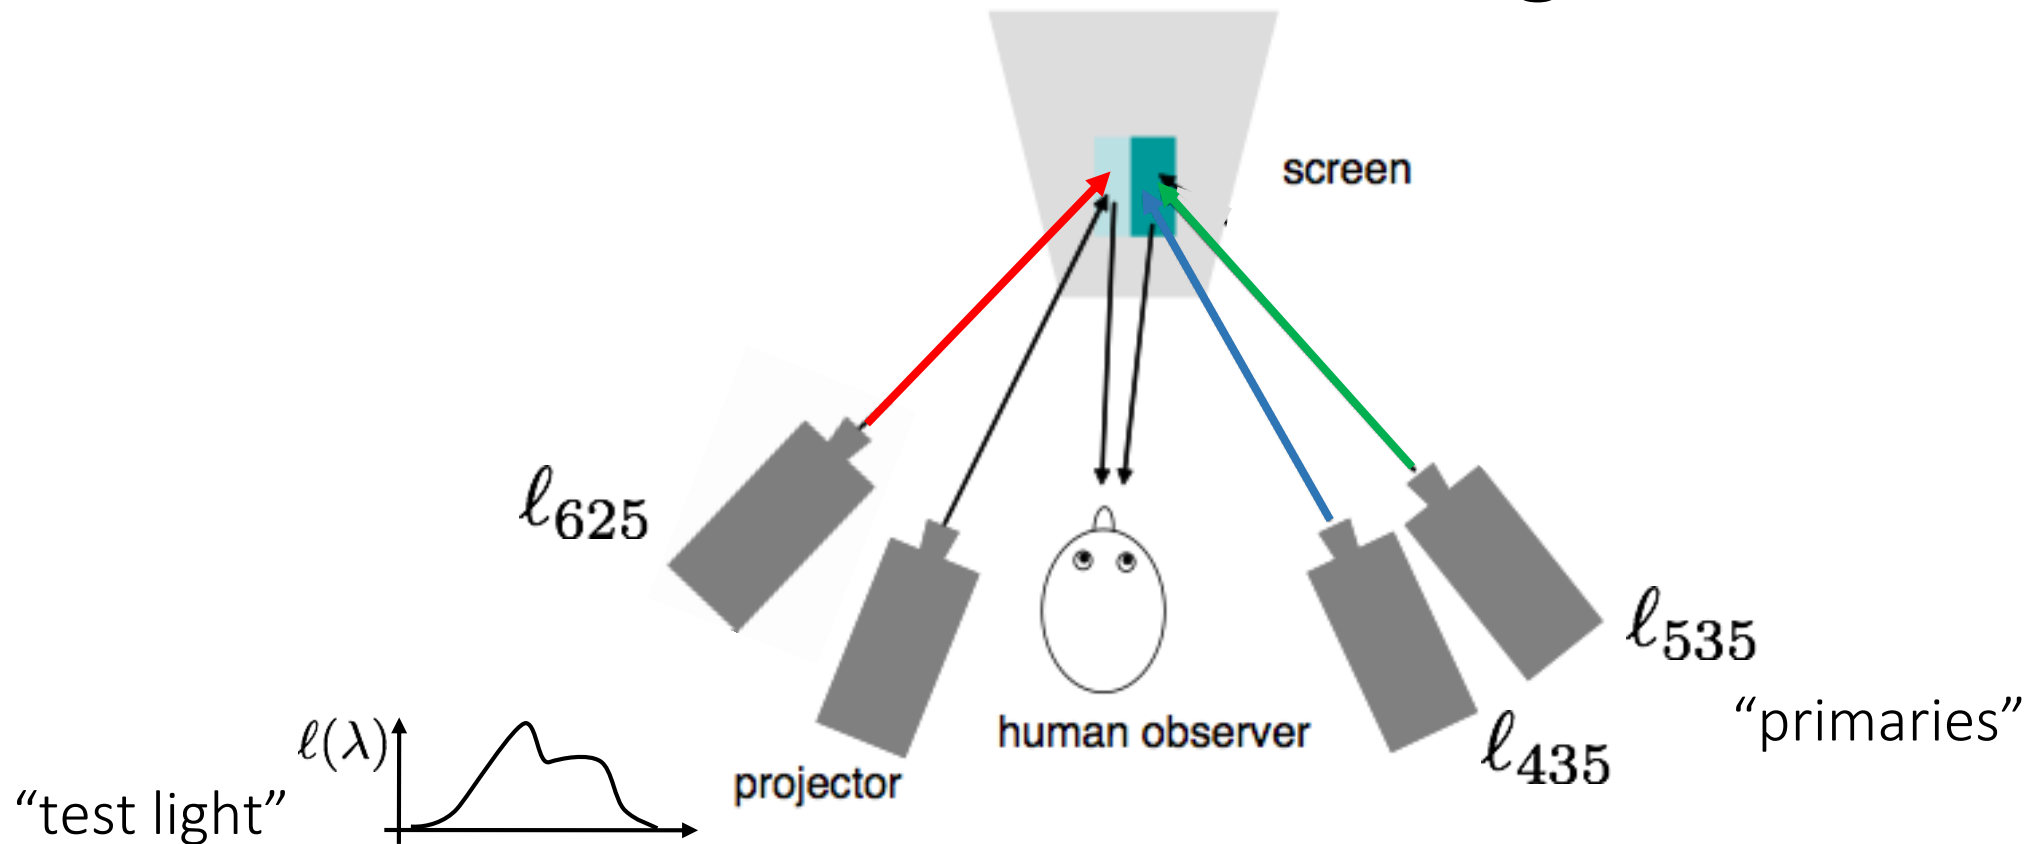 screen
ℓ625
ℓ535
“primaries”
ℓ(λ)
human observer
ℓ435
projector
“test light”